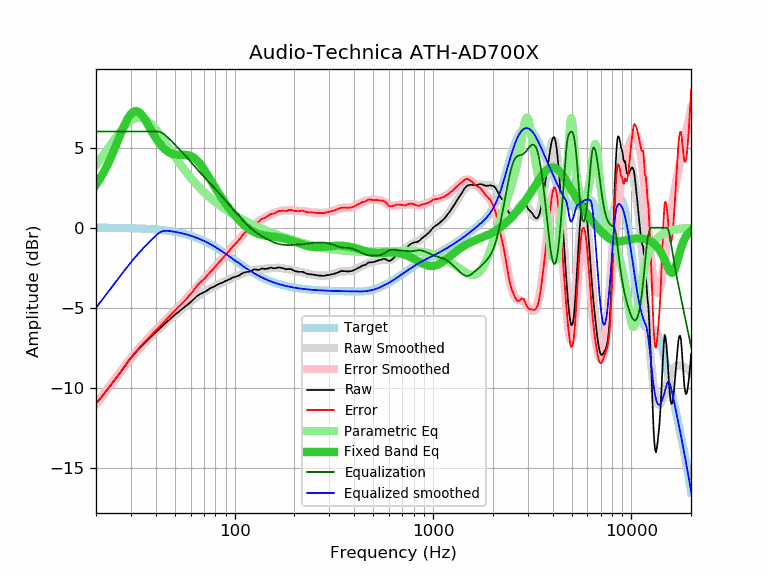 Audio-Technica ATH-AD700X
Amplitude (dBr)
5
0
−5
−10
−15
Target
Raw Smoothed
Error Smoothed
Raw
Error
Parametric Eq
Fixed Band Eq
Equalization
Equalized smoothed
100
1000
10000
Frequency (Hz)